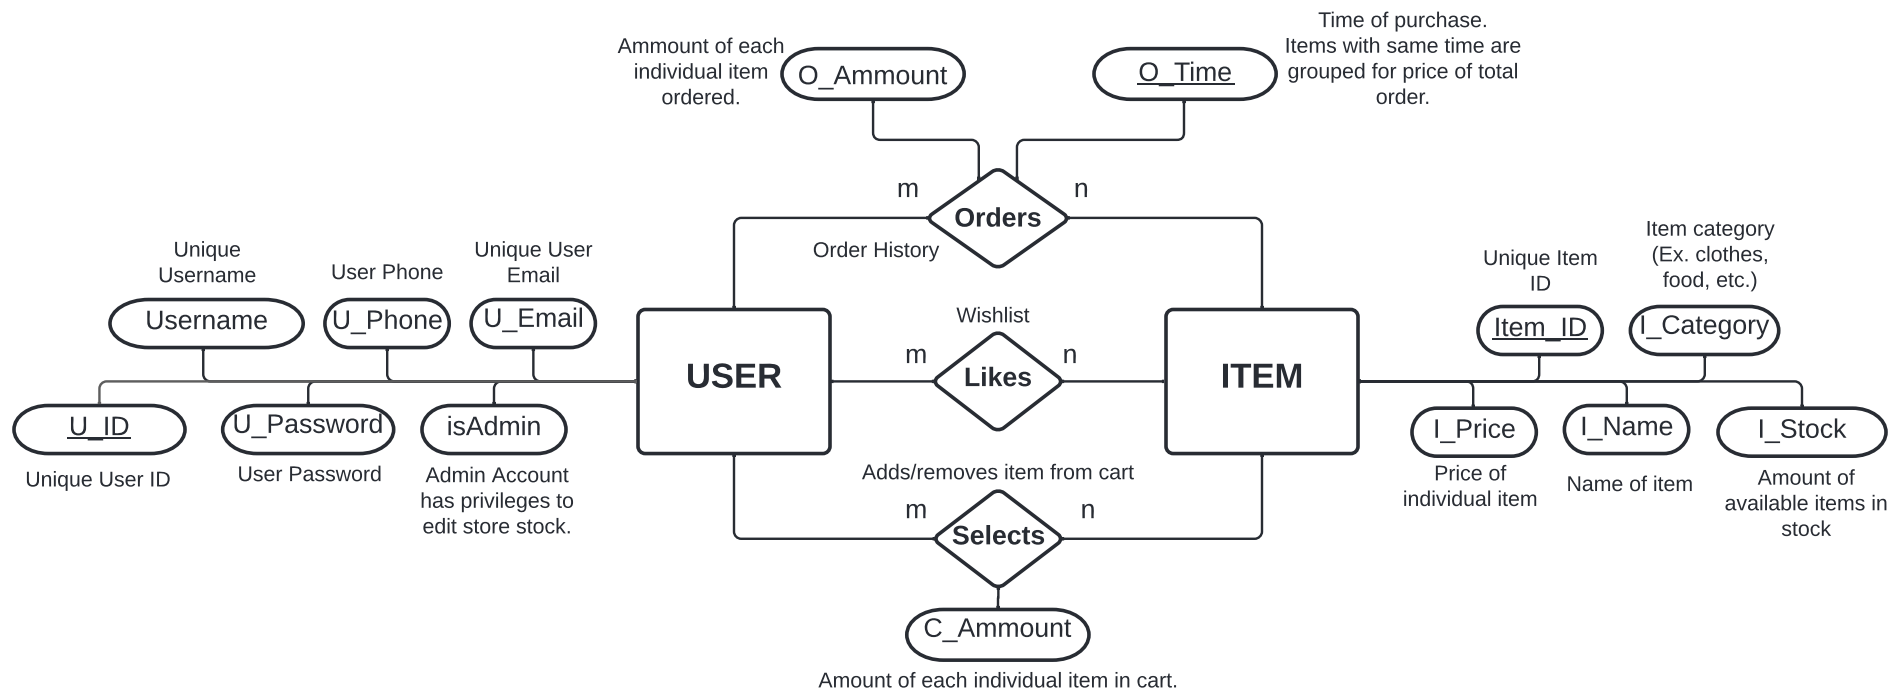 Ammount of each
individual item
ordered.
O_Ammount
O_Time
Time of purchase.
Items with same time are
grouped for price of total
order.
m
n
Orders
Order History
Unique
Username
User Phone
Unique User
Email
Username
U_Phone
U_Email
U_ID
U_Password
isAdmin
Unique User ID
User Password
Admin Account
has privileges to
edit store stock.
USER
Wishlist
m
n
Likes
ITEM
Adds/removes item from cart
m
n
Selects
C_Ammount
Amount of each individual item in cart.
Unique Item
ID
Item category
(Ex. clothes,
food, etc.)
Item_ID
I_Category
I_Price
I_Name
I_Stock
Price of
individual item
Name of item
Amount of
available items in
stock